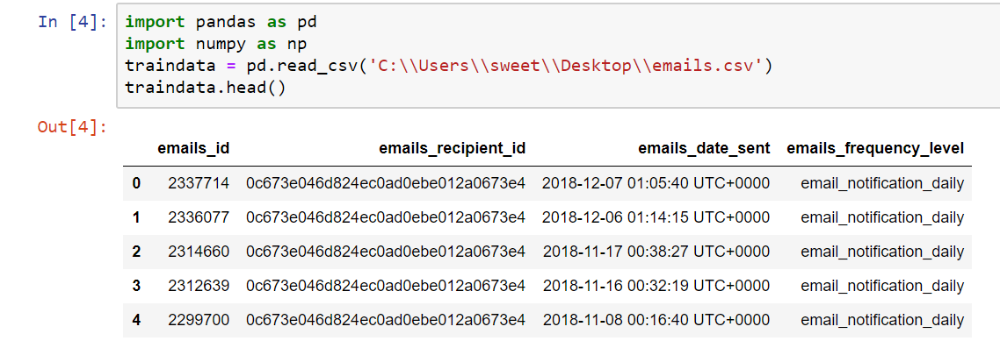 In [4]: import pandas as pd
import numpy as np
traindata = pd.read_csv('C:\\Users\\sweet\\Desktop\\emails.csv')
traindata.head()
Out[4]:
emails_id emails_recipient_id emails_date_sent emails_frequency_level
0 2337714 0c673e046d824ec0ad0ebe012a0673e4 2018-12-07 01:05:40 UTC+0000 email_notification_daily
1 2336077 0c673e046d824ec0ad0ebe012a0673e4 2018-12-06 01:14:15 UTC+0000 email_notification_daily
2 2314660 0c673e046d824ec0ad0ebe012a0673e4 2018-11-17 00:38:27 UTC+0000 email_notification_daily
3 2312639 0c673e046d824ec0ad0ebe012a0673e4 2018-11-16 00:32:19 UTC+0000 email_notification_daily
4 2299700 0c673e046d824ec0ad0ebe012a0673e4 2018-11-08 00:16:40 UTC+0000 email_notification_daily